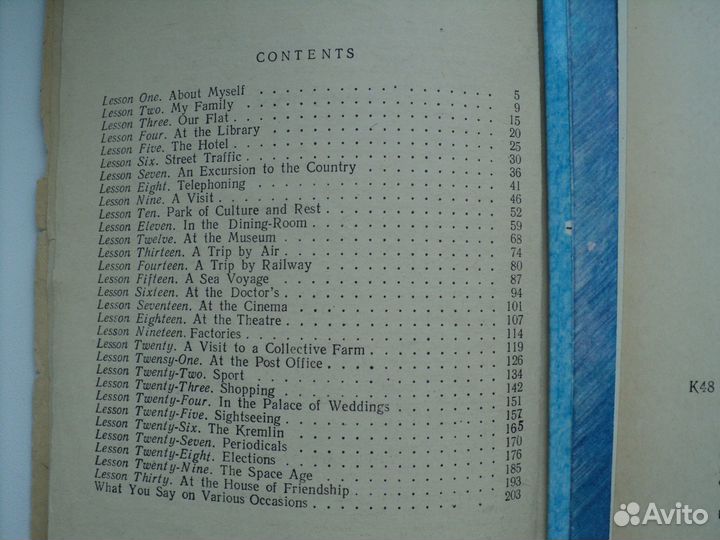 CONTENTS
Lesson One. About Myself . . . . . . . . . . . . . . 5
Lesson Two. My Family . . . . . . . . . . . . . . 9
Lesson Three. Our Flat . . . . . . . . . . . . . . 15
Lesson Four. At the Library . . . . . . . . . . . . . . 20
Lesson Five. The Hotel . . . . . . . . . . . . . . 25
Lesson Six. Street Traffic . . . . . . . . . . . . . . 30
Lesson Seven. An Excursion to the Country . . . . . . . . . . 36
Lesson Eight. Telephoning . . . . . . . . . . . . . . 41
Lesson Nine. A Visit . . . . . . . . . . . . . . 46
Lesson Ten. Park of Culture and Rest . . . . . . . . . . . 52
Lesson Eleven. In the Dining-Room . . . . . . . . . . . . 59
Lesson Twelve. At the Museum . . . . . . . . . . . . . 68
Lesson Thirteen. A Trip by Air . . . . . . . . . . . . . 74
Lesson Fourteen. A Trip by Railway . . . . . . . . . . . . 80
Lesson Fifteen. A Sea Voyage . . . . . . . . . . . . . 87
Lesson Sixteen. At the Doctor's . . . . . . . . . . . . . 94
Lesson Seventeen. At the Cinema . . . . . . . . . . . . 101
Lesson Eighteen. At the Theatre . . . . . . . . . . . . 107
Lesson Nineteen. Factories . . . . . . . . . . . . . . 114
Lesson Twenty. A Visit to a Collective Farm . . . . . . . . . 119
Lesson Twensy-One. At the Post Office . . . . . . . . . . . 126
Lesson Twenty-Two. Sport . . . . . . . . . . . . . . 134
Lesson Twenty-Three. Shopping . . . . . . . . . . . . 142
Lesson Twenty-Four. In the Palace of Weddings . . . . . . . . 151
Lesson Twenty-Five. Sightseeing . . . . . . . . . . . . 157
Lesson Twenty-Six. The Kremlin . . . . . . . . . . . . 165
Lesson Twenty-Seven. Periodicals . . . . . . . . . . . . 170
Lesson Twenty-Eight. Elections . . . . . . . . . . . . 176
Lesson Twenty-Nine. The Space Age . . . . . . . . . . . 185
Lesson Thirty. At the House of Friendship . . . . . . . . . . 193
What You Say on Various Occasions . . . . . . . . . . . 203
К48
Avito